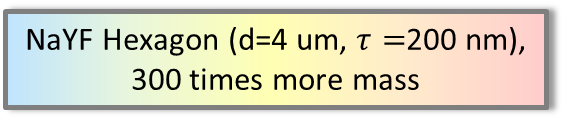 NaYF Hexagon (d=4 um, τ =200 nm),
300 times more mass